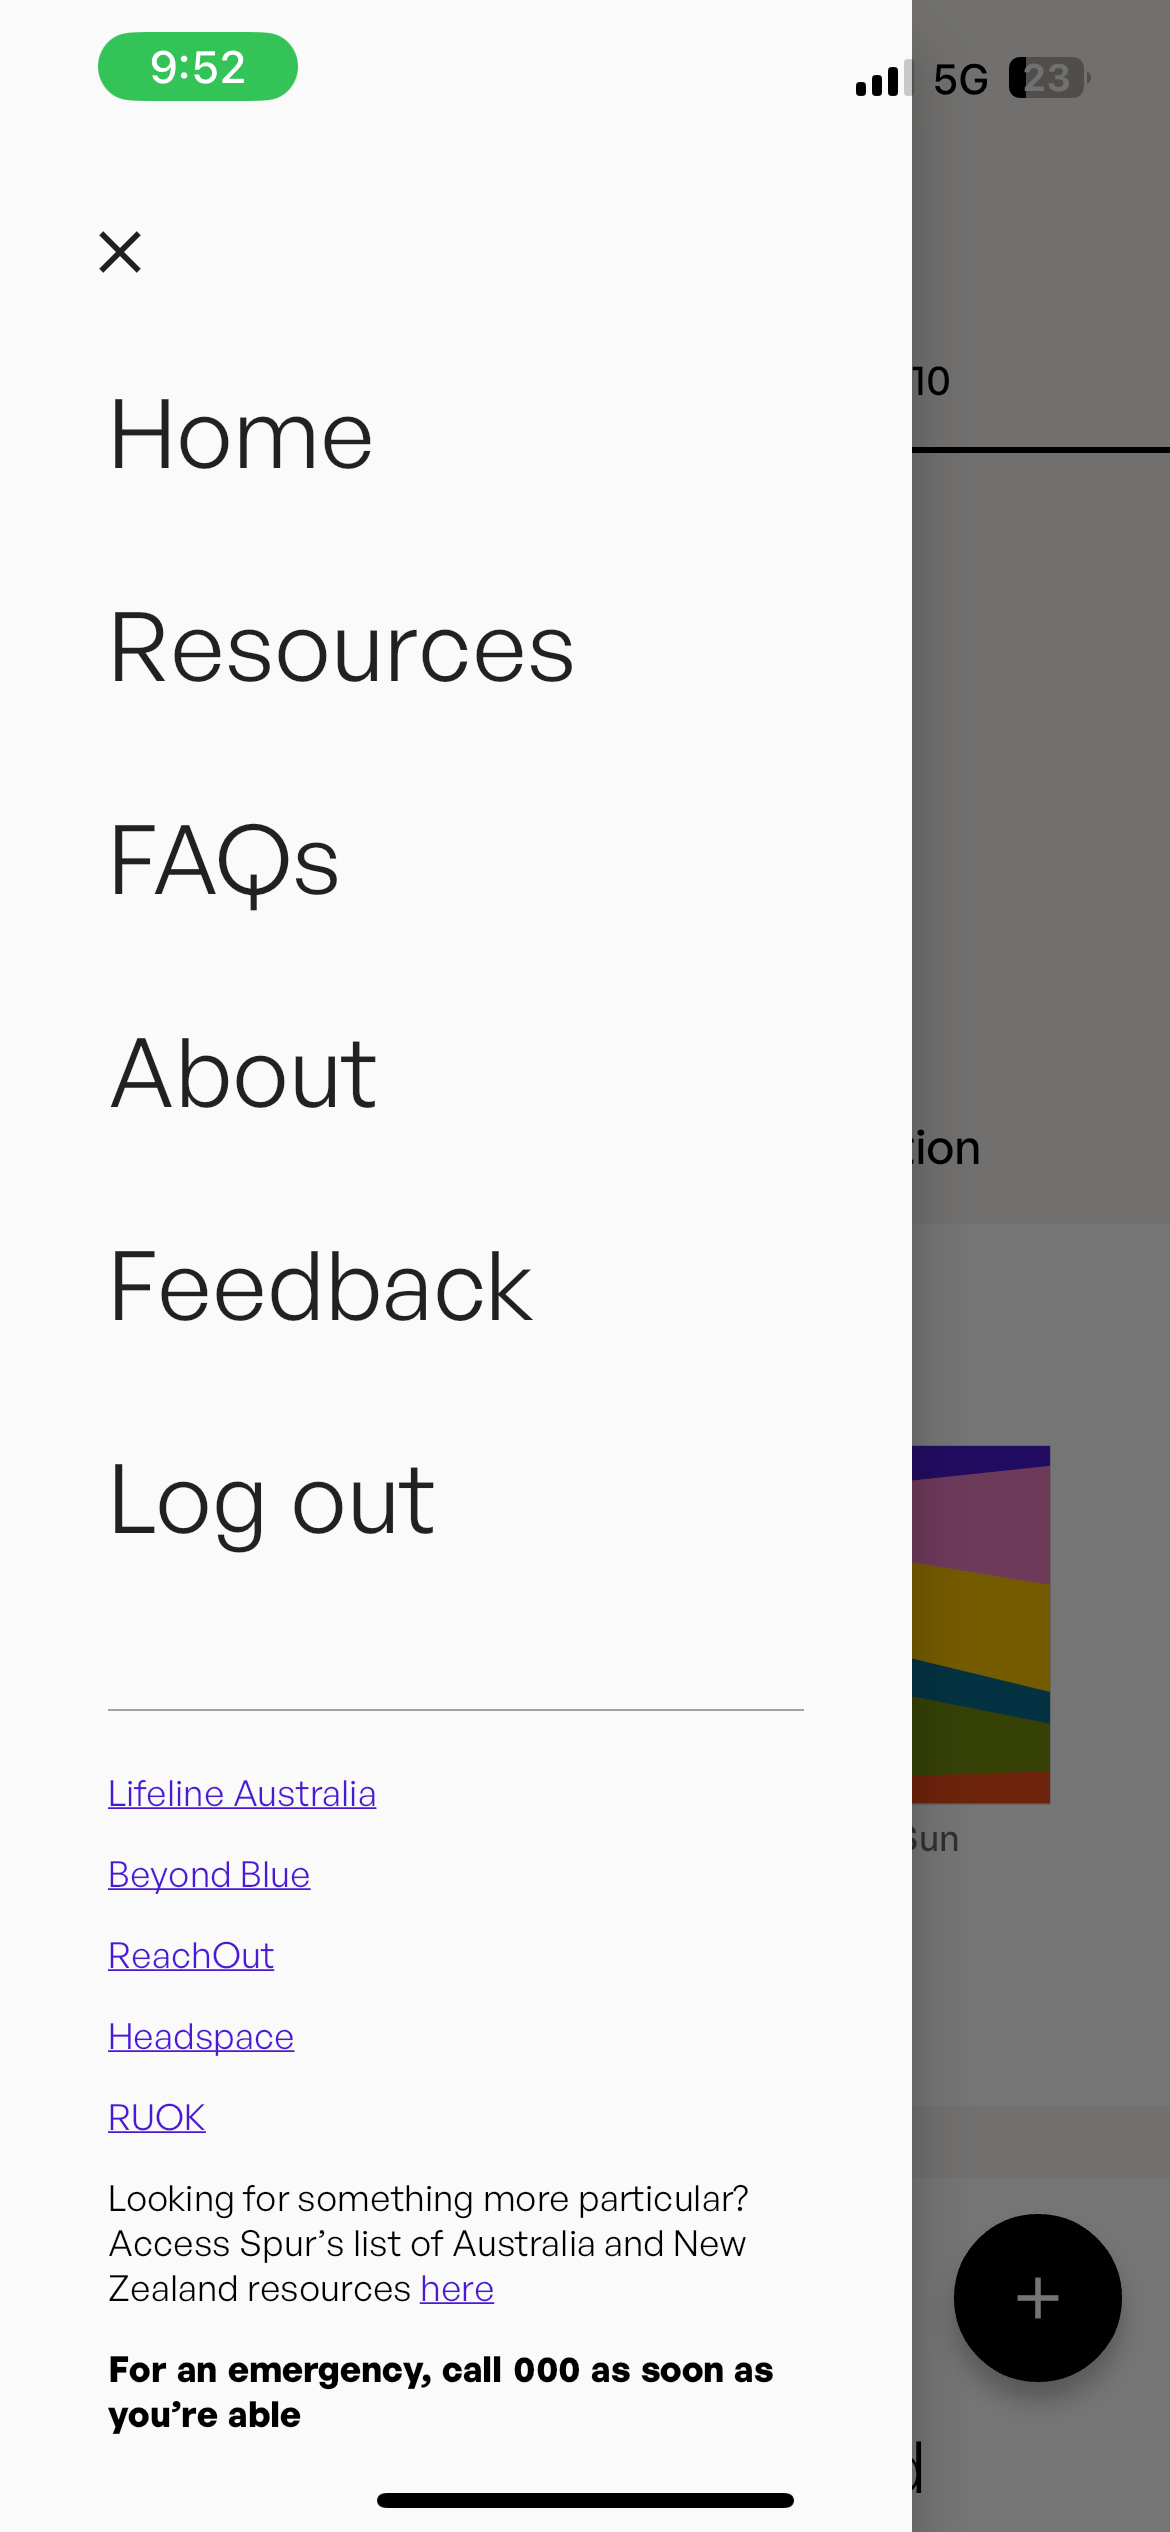 9:52
5G 23
10
Home
Resources
FAQs
About
tion
Feedback
Log out
Lifeline Australia
Sun
Beyond Blue
ReachOut
Headspace
RUOK
Looking for something more particular?
Access Spur’s list of Australia and New
Zealand resources here
For an emergency, call 000 as soon as
you’re able
d